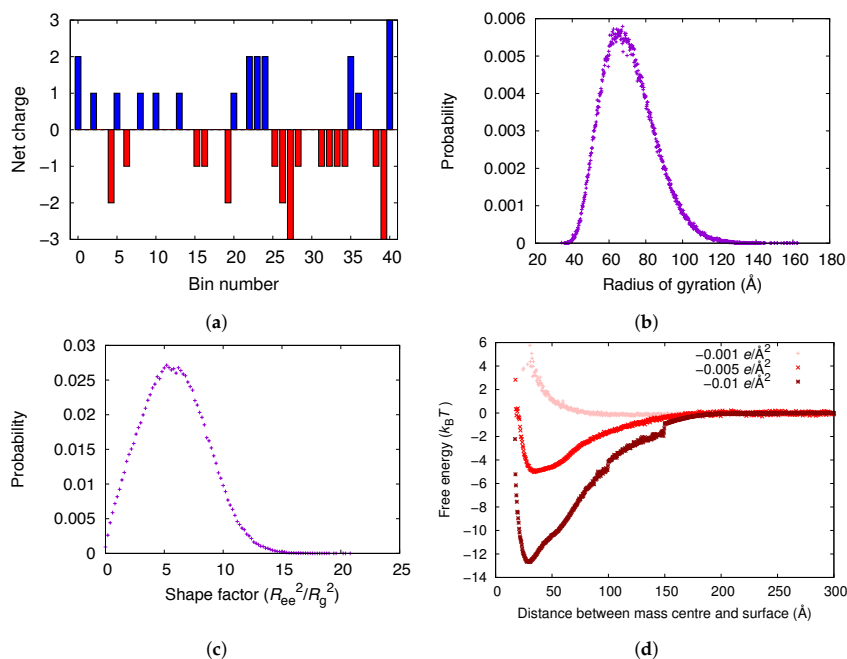 3
2
1
0
−1
−2
−3
0 5 10 15 20 25 30 35 40
Net charge
Bin number
(a)
0.006
0.005
0.004
0.003
0.002
0.001
0.000
20 40 60 80 100 120 140 160 180
Probability
Radius of gyration (Å)
(b)
0.03
0.025
0.02
0.015
0.01
0.005
0
0 5 10 15 20 25
Probability
Shape factor (R_ee²/R_g²)
(c)
6
4
2
0
−2
−4
−6
−8
−10
−12
−14
0 50 100 150 200 250 300
Free energy (k_BT)
Distance between mass centre and surface (Å)
−0.001 e/Å²
−0.005 e/Å²
−0.01 e/Å²
(d)